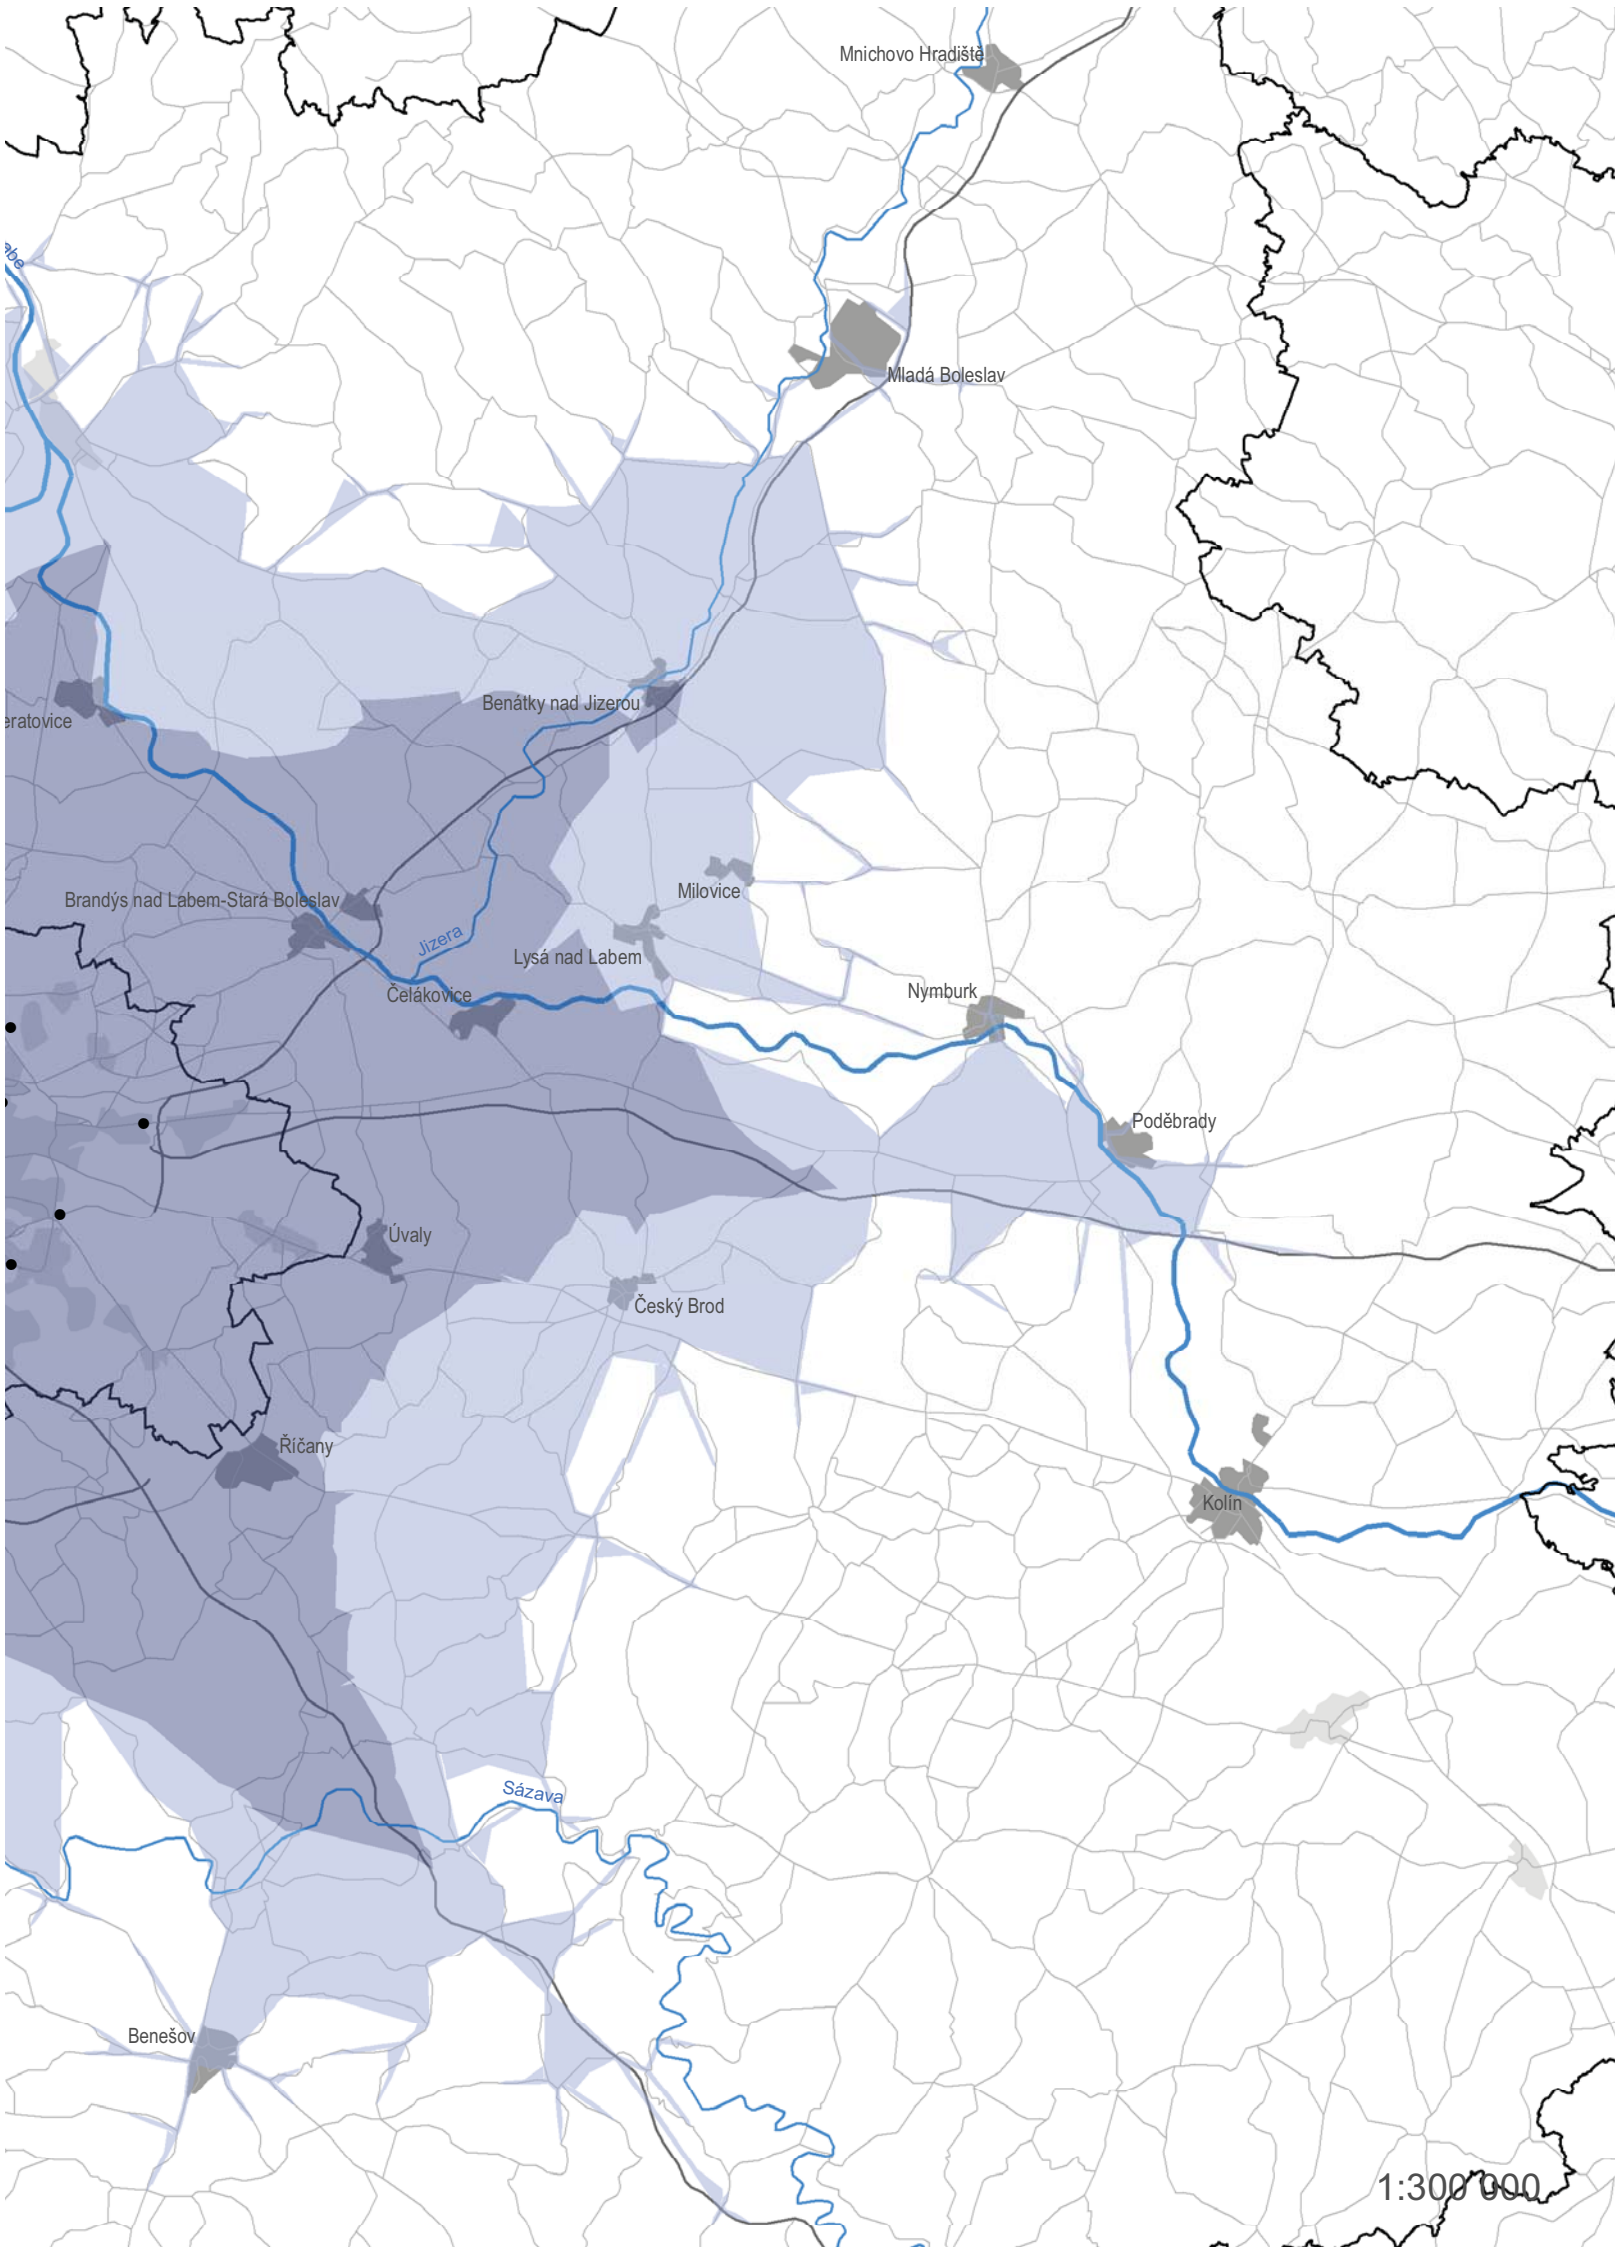 Mnichovo Hradiště
Mladá Boleslav
Benátky nad Jizerou
eratovice
Milovice
Brandýs nad Labem-Stará Boleslav
Jizera
Lysá nad Labem
Čelákovice
Nymburk
Poděbrady
Úvaly
Český Brod
Říčany
Kolín
Sázava
Benešov
1:300 000